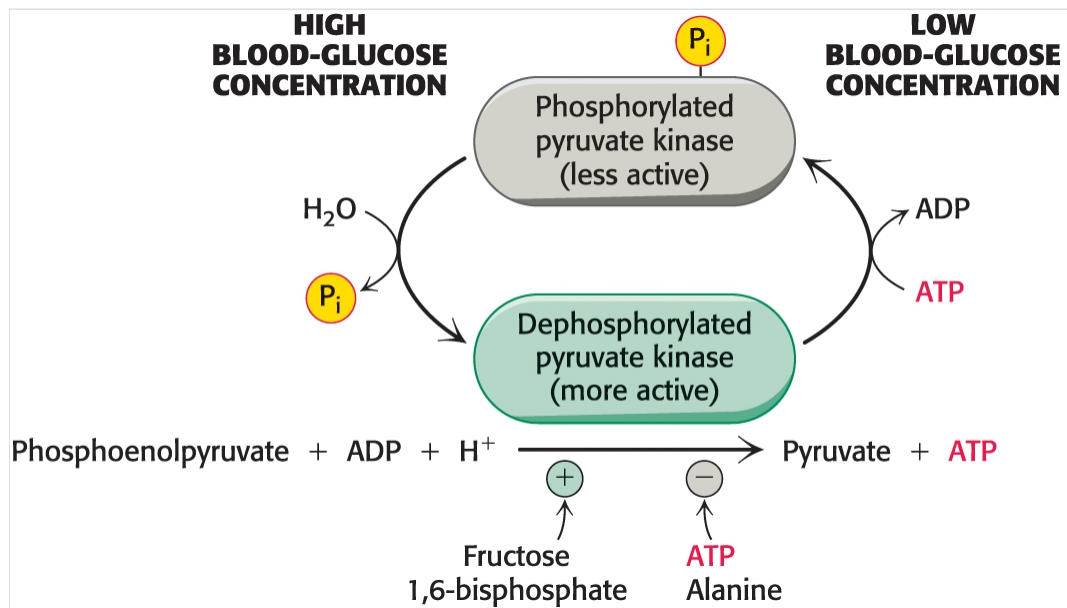 HIGH
BLOOD-GLUCOSE
CONCENTRATION
LOW
BLOOD-GLUCOSE
CONCENTRATION
Pi
Phosphorylated
pyruvate kinase
(less active)
H₂O
Pi
ADP
ATP
Dephosphorylated
pyruvate kinase
(more active)
Phosphoenolpyruvate + ADP + H⁺ Pyruvate + ATP
+
−
Fructose
1,6-bisphosphate
ATP
Alanine